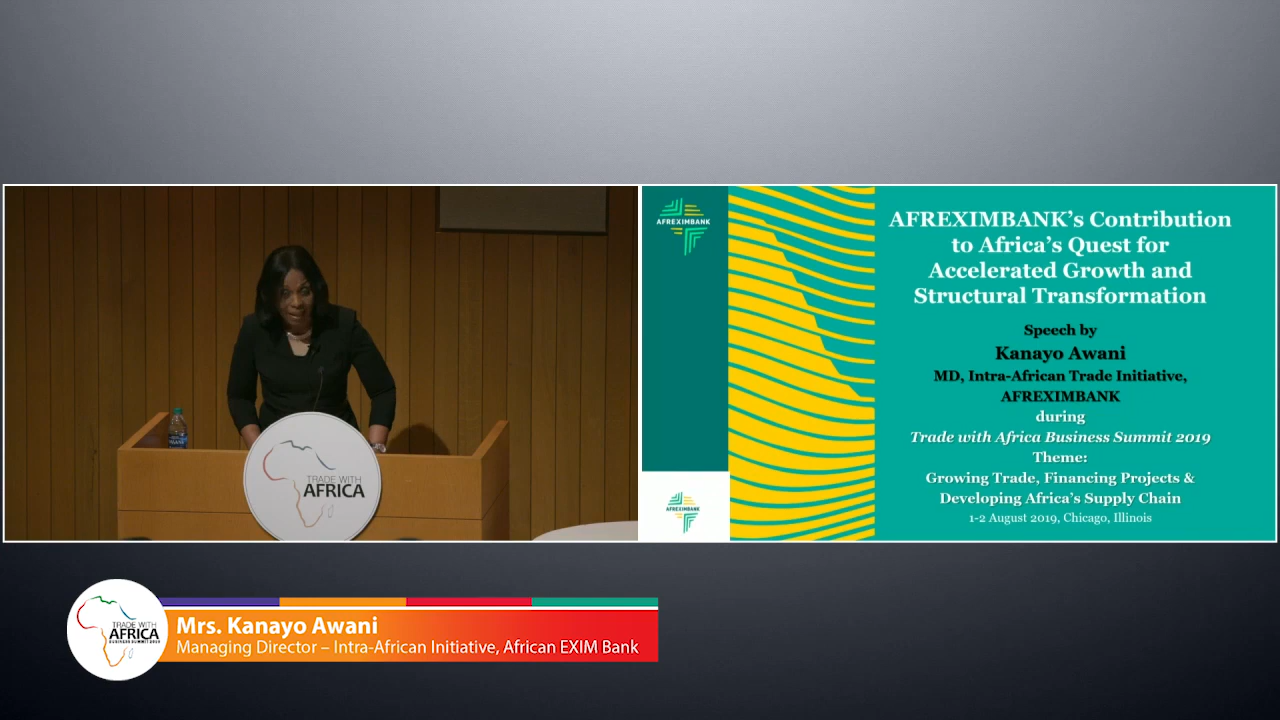 AFREXIMBANK
AFREXIMBANK's Contribution
to Africa's Quest for
Accelerated Growth and
Structural Transformation
Speech by
Kanayo Awani
MD, Intra-African Trade Initiative,
AFREXIMBANK
during
Trade with Africa Business Summit 2019
Theme:
Growing Trade, Financing Projects &
Developing Africa's Supply Chain
1-2 August 2019, Chicago, Illinois
AFREXIMBANK
TRADE WITH
AFRICA
TRADE WITH
AFRICA
BUSINESS SUMMIT 2019
Mrs. Kanayo Awani
Managing Director – Intra-African Initiative, African EXIM Bank